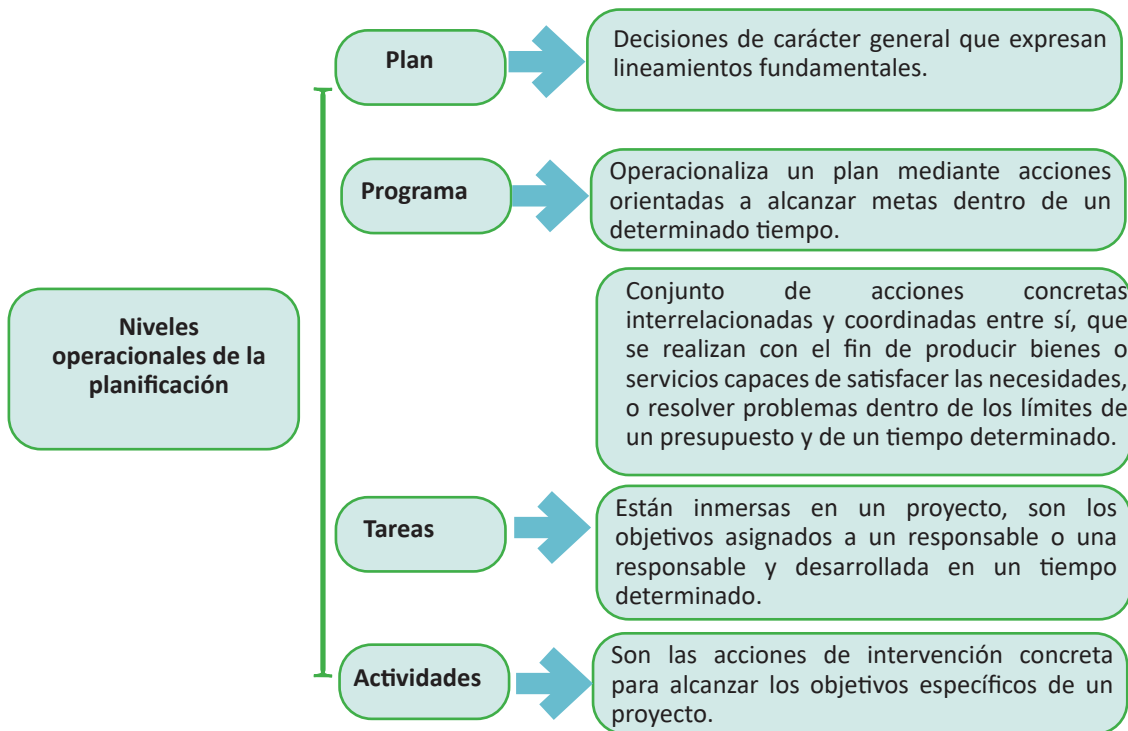 Niveles
operacionales de la
planificación
Plan
Decisiones de carácter general que expresan
lineamientos fundamentales.
Programa
Operacionaliza un plan mediante acciones
orientadas a alcanzar metas dentro de un
determinado tiempo.
Conjunto de acciones concretas
interrelacionadas y coordinadas entre sí, que
se realizan con el fin de producir bienes o
servicios capaces de satisfacer las necesidades,
o resolver problemas dentro de los límites de
un presupuesto y de un tiempo determinado.
Tareas
Están inmersas en un proyecto, son los
objetivos asignados a un responsable o una
responsable y desarrollada en un tiempo
determinado.
Actividades
Son las acciones de intervención concreta
para alcanzar los objetivos específicos de un
proyecto.